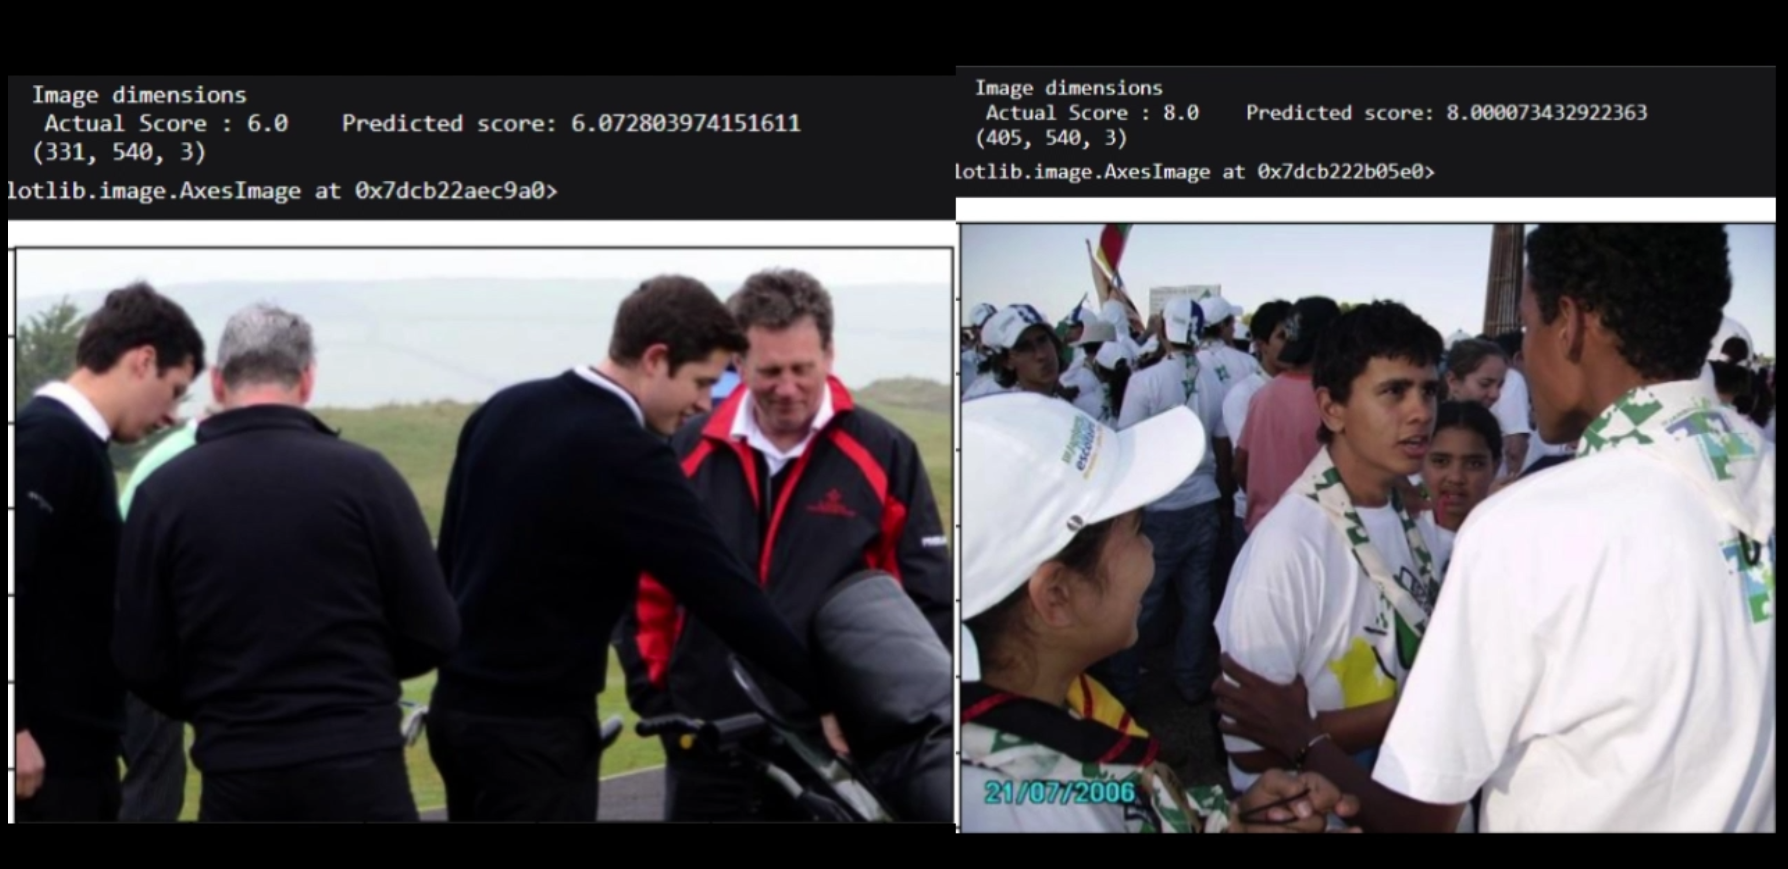 Image dimensions
Actual Score : 6.0 Predicted score: 6.072803974151611
(331, 540, 3)
lotlib.image.AxesImage at 0x7dcb22aec9a0>
Image dimensions
Actual Score : 8.0 Predicted score: 8.000073432922363
(405, 540, 3)
lotlib.image.AxesImage at 0x7dcb222b05e0>
21/07/2006